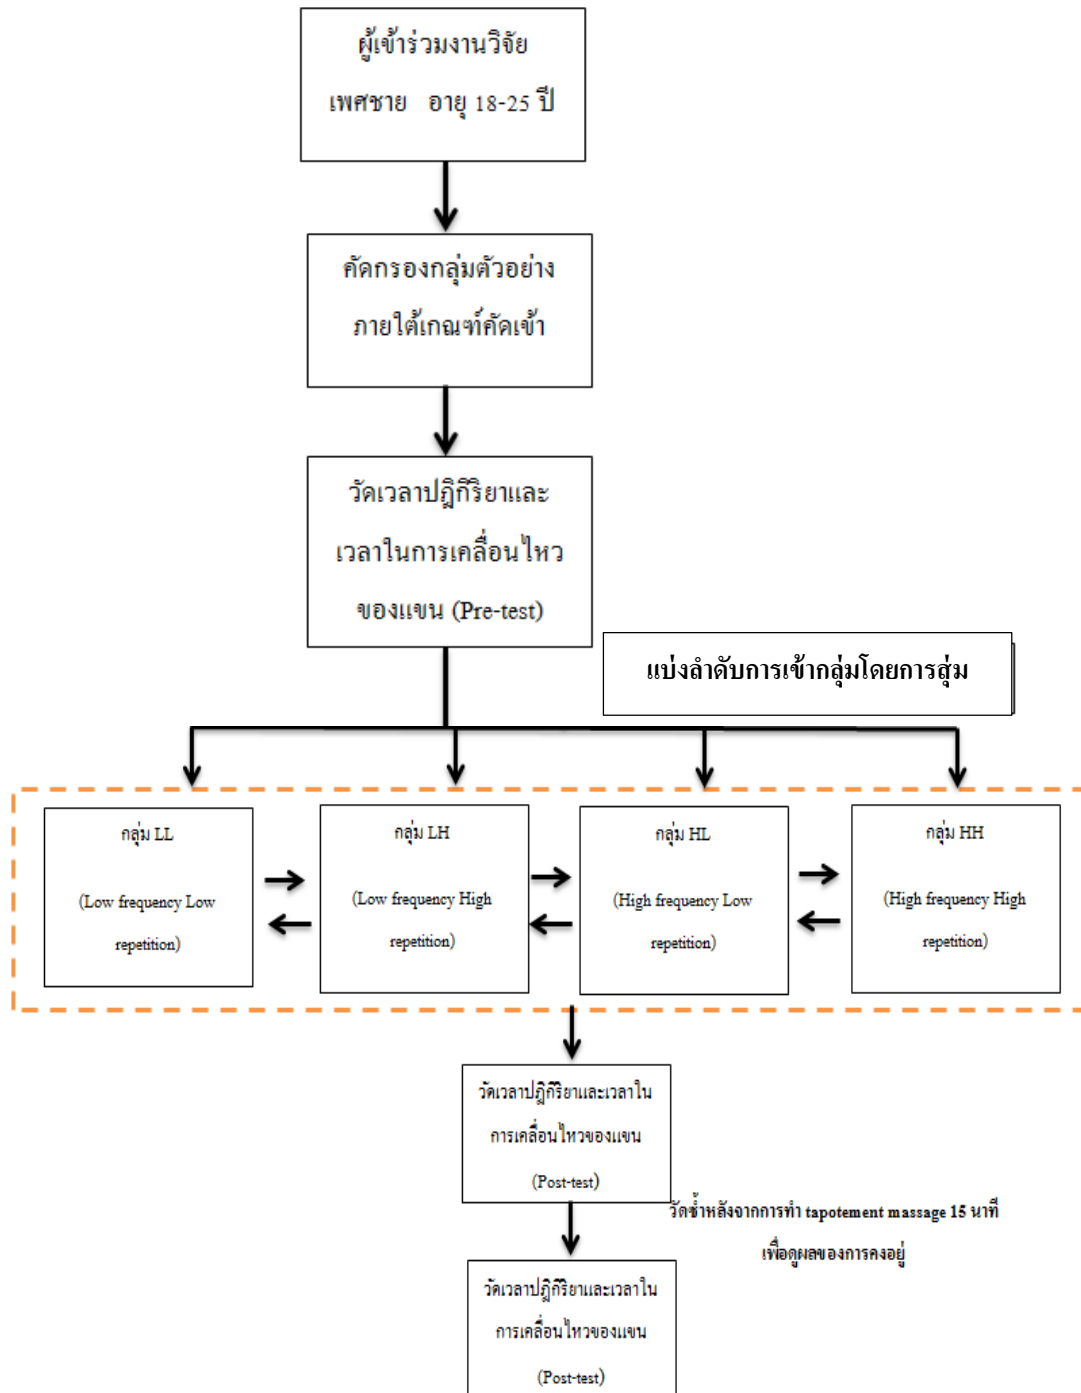 ผู้เข้าร่วมงานวิจัย
เพศชาย อายุ 18-25 ปี
คัดกรองกลุ่มตัวอย่าง
ภายใต้เกณฑ์คัดเข้า
วัดเวลาปฏิกิริยาและ
เวลาในการเคลื่อนไหว
ของแขน (Pre-test)
แบ่งลำดับการเข้ากลุ่มโดยการสุ่ม
กลุ่ม LL
(Low frequency Low
repetition)
กลุ่ม LH
(Low frequency High
repetition)
กลุ่ม HL
(High frequency Low
repetition)
กลุ่ม HH
(High frequency High
repetition)
วัดเวลาปฏิกิริยาและเวลาใน
การเคลื่อนไหวของแขน
(Post-test)
วัดซ้ำหลังจากการทำ tapotement massage 15 นาที
เพื่อดูผลของการคงอยู่
วัดเวลาปฏิกิริยาและเวลาใน
การเคลื่อนไหวของแขน
(Post-test)